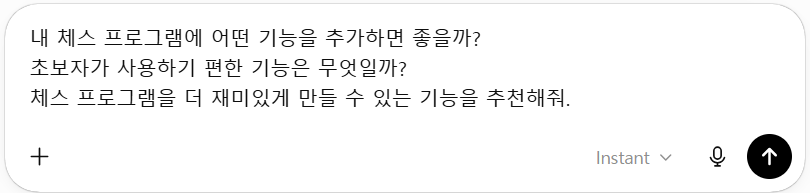 내 체스 프로그램에 어떤 기능을 추가하면 좋을까?
초보자가 사용하기 편한 기능은 무엇일까?
체스 프로그램을 더 재미있게 만들 수 있는 기능을 추천해줘.
Instant